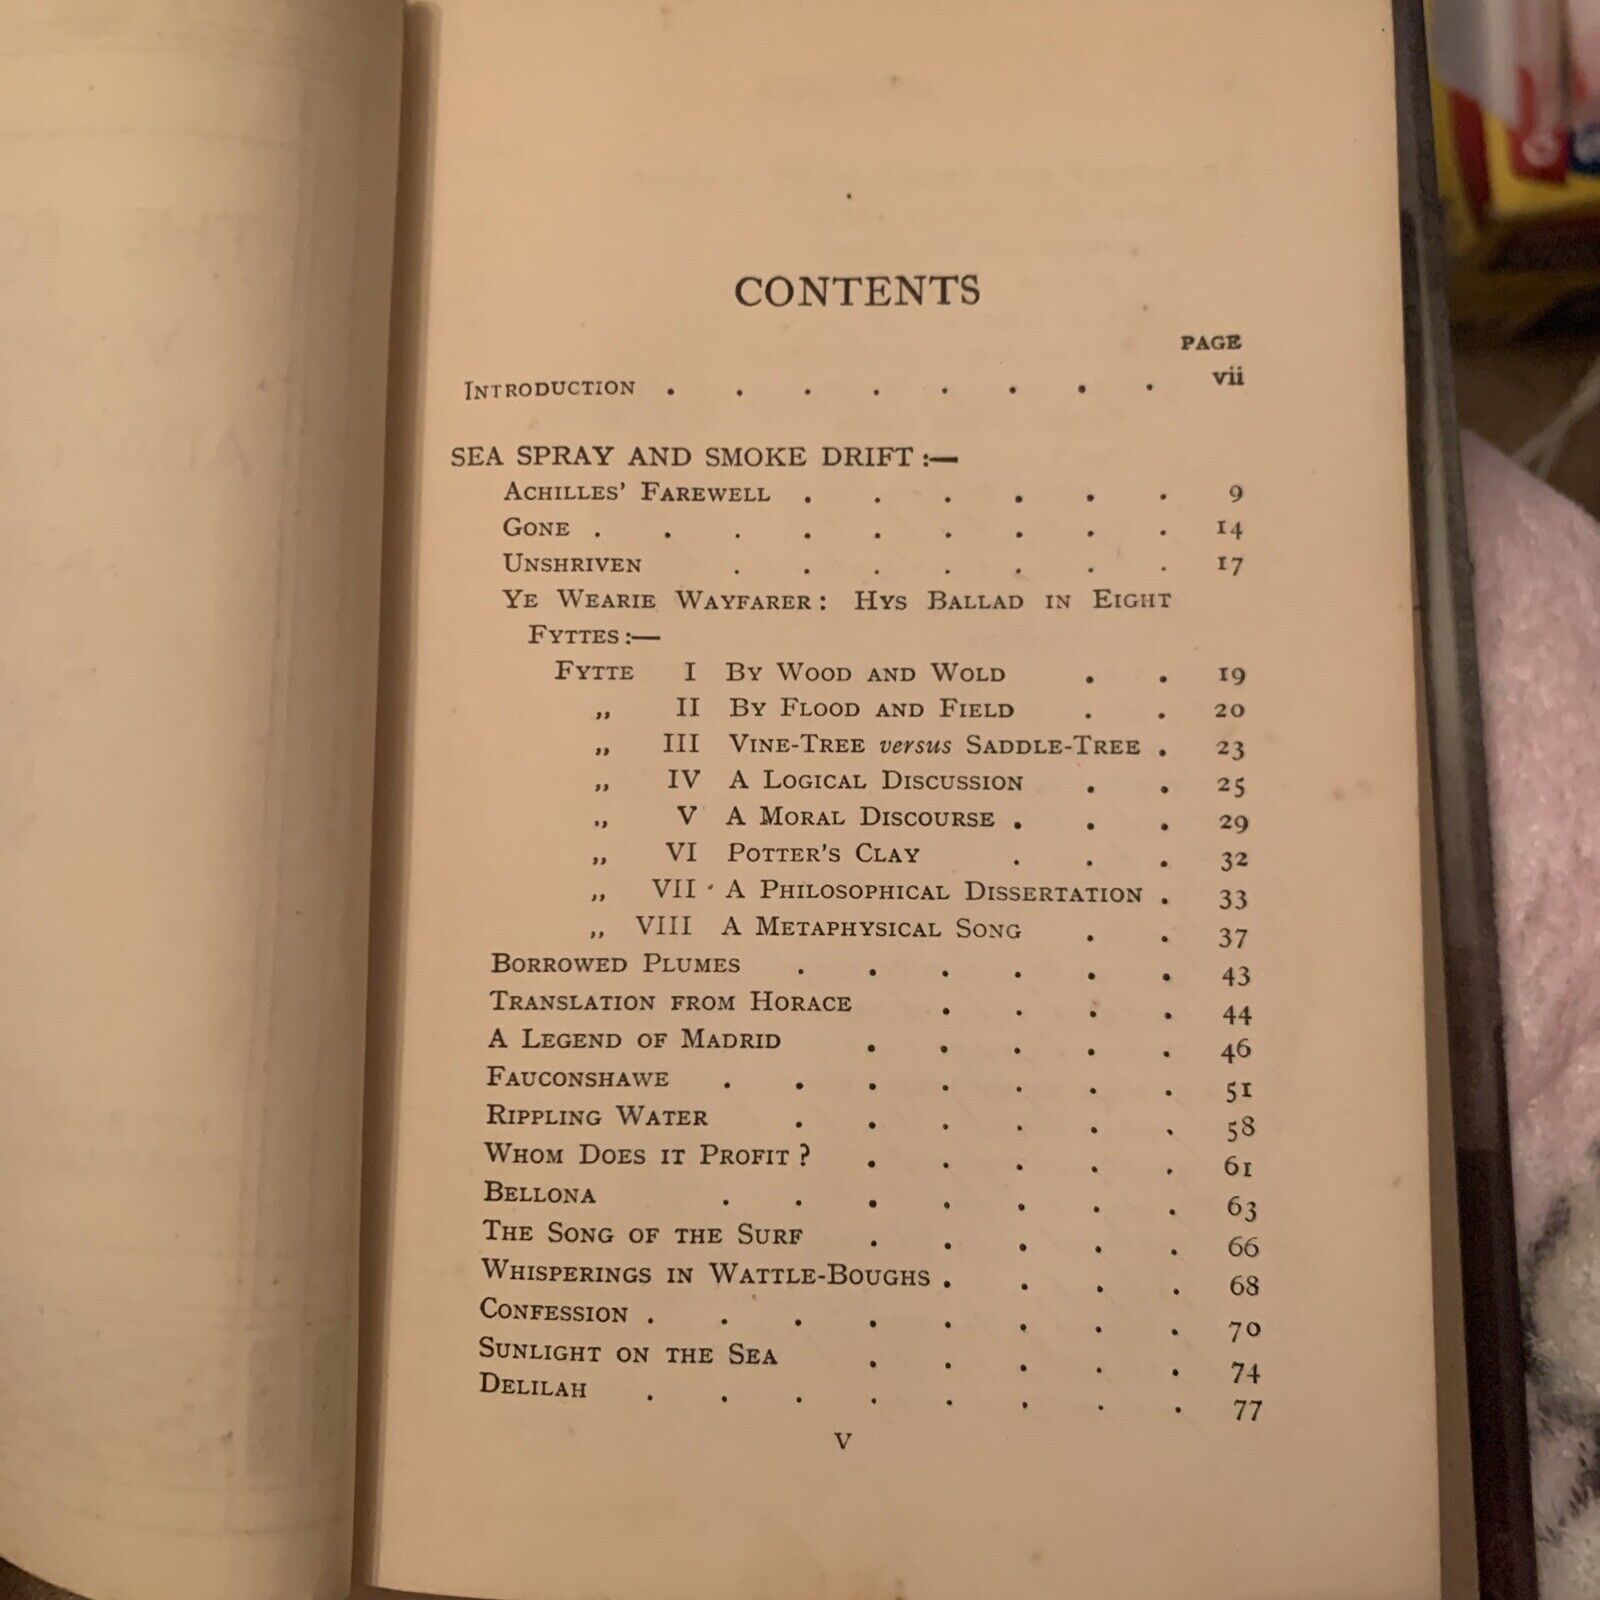 CONTENTS
PAGE
INTRODUCTION . . . . . . . . vii
SEA SPRAY AND SMOKE DRIFT :—
ACHILLES' FAREWELL . . . . . . 9
GONE . . . . . . . . . 14
UNSHRIVEN . . . . . . . 17
YE WEARIE WAYFARER : HYS BALLAD IN EIGHT
FYTTES :—
FYTTE I BY WOOD AND WOLD . . 19
„ II BY FLOOD AND FIELD . . 20
„ III VINE-TREE versus SADDLE-TREE . 23
„ IV A LOGICAL DISCUSSION . . 25
„ V A MORAL DISCOURSE . . . 29
„ VI POTTER'S CLAY . . . 32
„ VII A PHILOSOPHICAL DISSERTATION . 33
„ VIII A METAPHYSICAL SONG . . 37
BORROWED PLUMES . . . . . . 43
TRANSLATION FROM HORACE . . . . 44
A LEGEND OF MADRID . . . . . 46
FAUCONSHAWE . . . . . . . 51
RIPPLING WATER . . . . . . 58
WHOM DOES IT PROFIT ? . . . . . 61
BELLONA . . . . . . . 63
THE SONG OF THE SURF . . . . . 66
WHISPERINGS IN WATTLE-BOUGHS . . . . 68
CONFESSION . . . . . . . . 70
SUNLIGHT ON THE SEA . . . . . 74
DELILAH . . . . . . . . 77
V